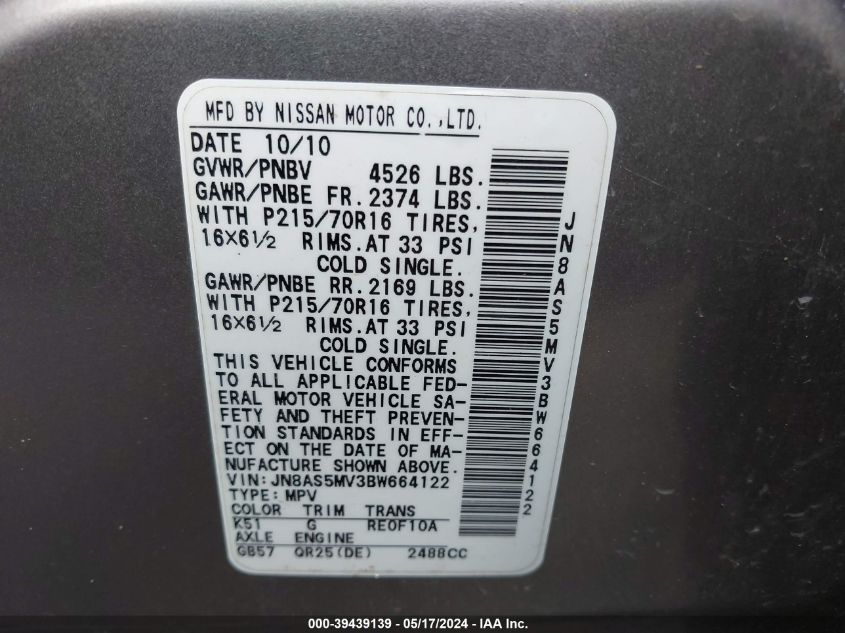 MFD BY NISSAN MOTOR CO.,LTD.
DATE 10/10
GVWR/PNBV 4526 LBS.
GAWR/PNBE FR. 2374 LBS.
WITH P215/70R16 TIRES,
16×6½ RIMS. AT 33 PSI
COLD SINGLE.
GAWR/PNBE RR. 2169 LBS.
WITH P215/70R16 TIRES,
16×6½ RIMS. AT 33 PSI
COLD SINGLE.
THIS VEHICLE CONFORMS
TO ALL APPLICABLE FED-
ERAL MOTOR VEHICLE SA-
FETY AND THEFT PREVEN-
TION STANDARDS IN EFF-
ECT ON THE DATE OF MA-
NUFACTURE SHOWN ABOVE.
VIN:JN8AS5MV3BW664122
TYPE: MPV
COLOR TRIM TRANS
K51 G RE0F10A
AXLE ENGINE
GB57 QR25(DE) 2488CC
JN8AS5MV3BW664122
000-39439139 - 05/17/2024 - IAA Inc.